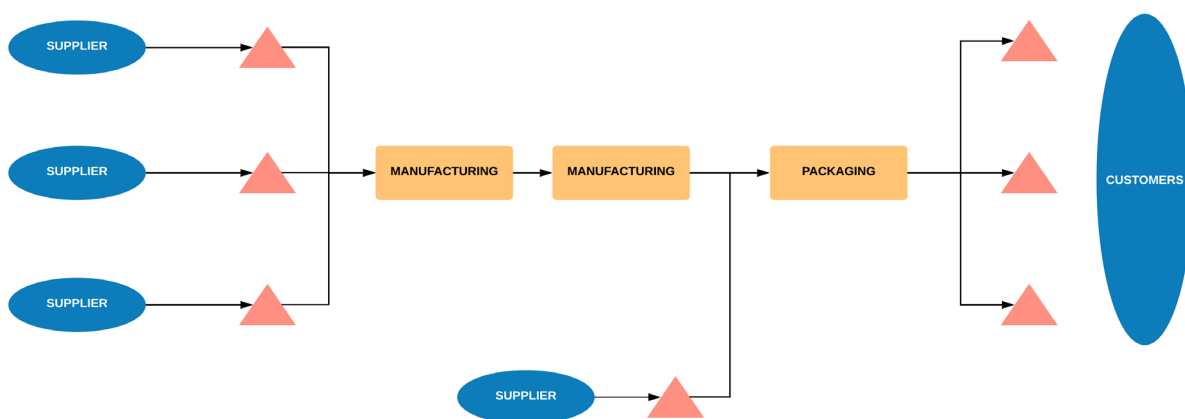 SUPPLIER
SUPPLIER
MANUFACTURING
MANUFACTURING
PACKAGING
CUSTOMERS
SUPPLIER
SUPPLIER